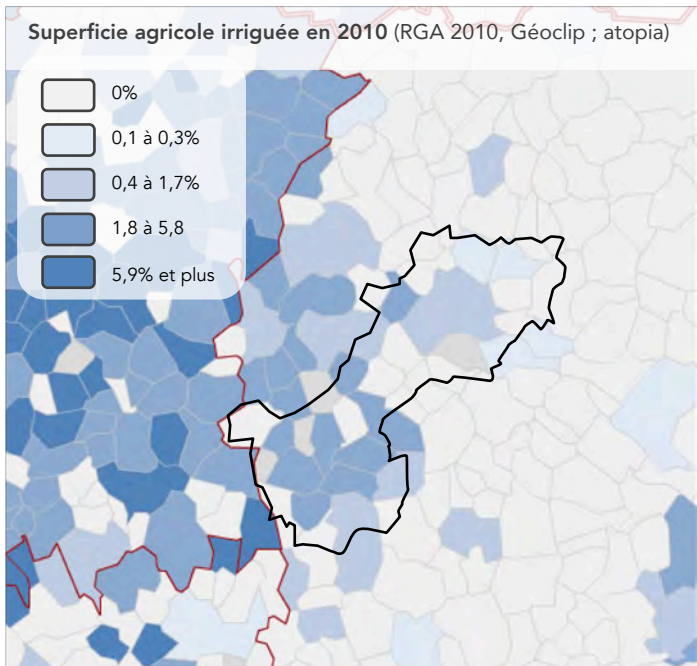 Superficie agricole irriguée en 2010 (RGA 2010, Géoclip ; atopia)
0%
0,1 à 0,3%
0,4 à 1,7%
1,8 à 5,8
5,9% et plus